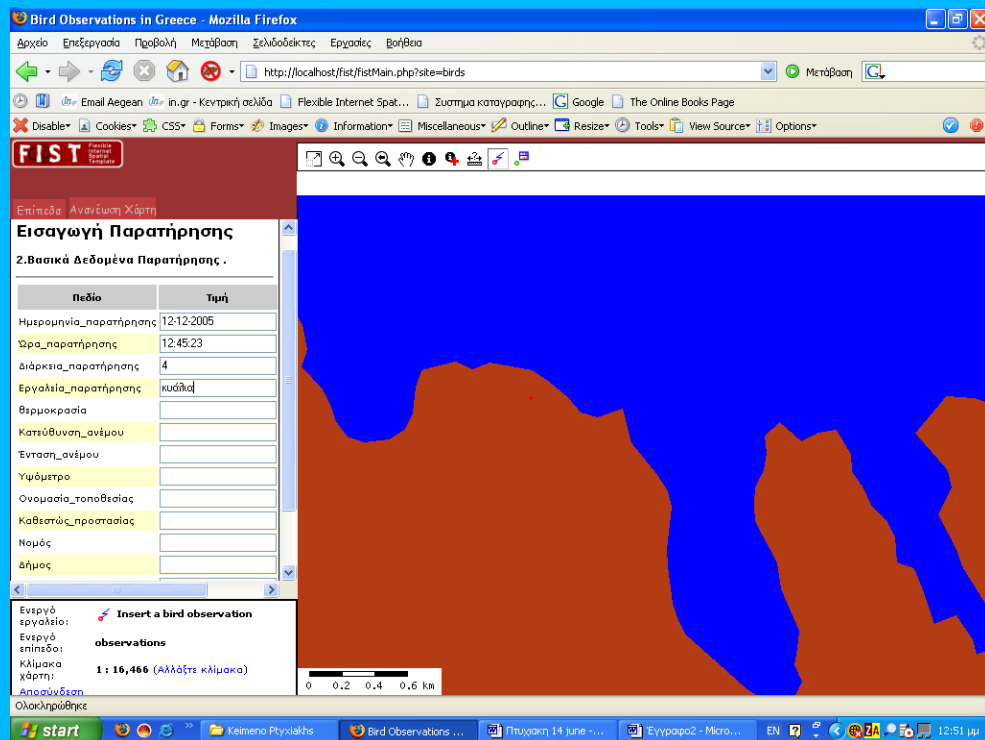 Bird Observations in Greece - Mozilla Firefox
Αρχείο Επεξεργασία Προβολή Μετάβαση Σελιδοδείκτες Εργασίες Βοήθεια
http://localhost/fist/fistMain.php?site=birds Μετάβαση G
Email Aegean in.gr - Κεντρική σελίδα Flexible Internet Spat... Συστημα καταγραφης... Google The Online Books Page
Disable Cookies CSS Forms Images Information Miscellaneous Outline Resize Tools View Source Options
FIST Flexible Internet Spatial Template
Επίπεδα Ανανέωση Χάρτη
Εισαγωγή Παρατήρησης
2.Βασικά Δεδομένα Παρατήρησης .
Πεδίο Τιμή
Ημερομηνία_παρατήρησης 12-12-2005
Ώρα_παρατήρησης 12:45:23
Διάρκεια_παρατήρησης 4
Εργαλεία_παρατήρησης κυάλια
θερμοκρασία
Κατεύθυνση_ανέμου
Ένταση_ανέμου
Υψόμετρο
Ονομασία_τοποθεσίας
Καθεστώς_προστασίας
Νομός
Δήμος
Ενεργό εργαλείο: Insert a bird observation
Ενεργό επίπεδο: observations
Κλίμακα χάρτη: 1 : 16,466 (Αλλάξτε κλίμακα)
Αποσύνδεση
0 0.2 0.4 0.6 km
Ολοκληρώθηκε
start Keimeno Ptyxiakhs Bird Observations ... Πτυχιακη 14 june -... Έγγραφο2 - Micro... EN 12:51 μμ